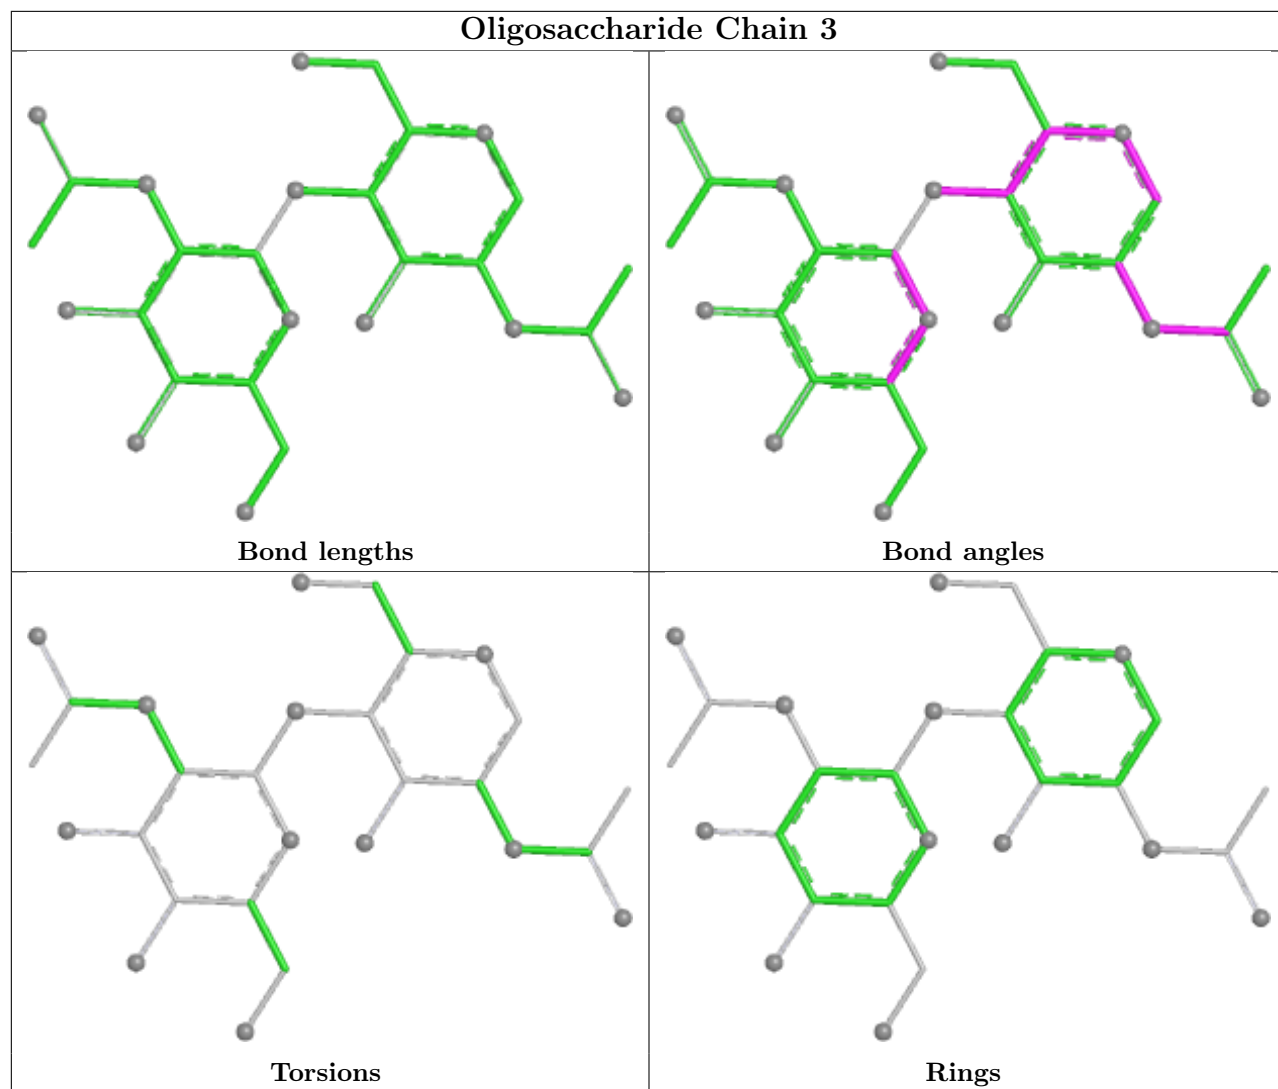 Oligosaccharide Chain 3
Bond lengths
Bond angles
Torsions
Rings